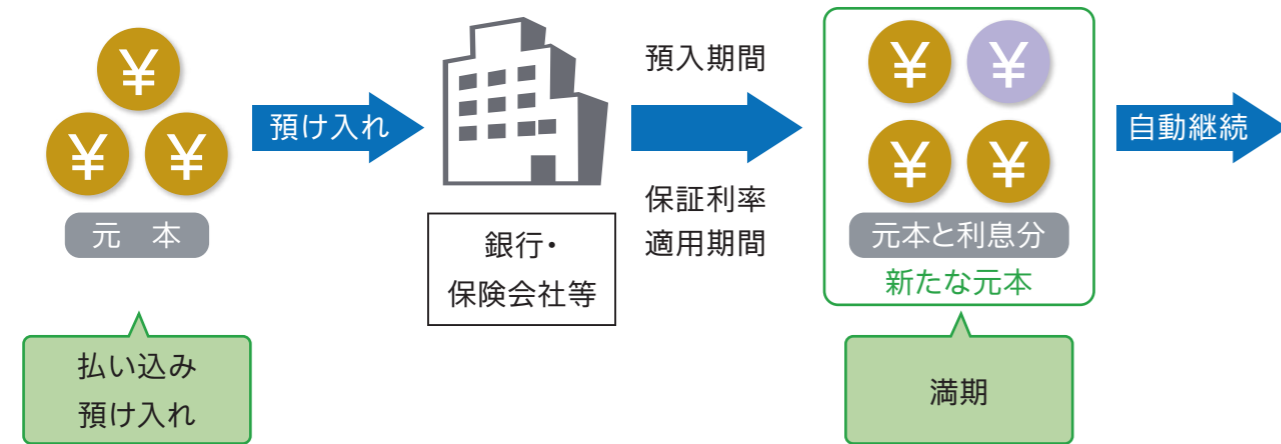 ¥
¥ ¥
元 本
払い込み
預け入れ
預け入れ
銀行・
保険会社等
預入期間
保証利率
適用期間
¥ ¥
¥ ¥
元本と利息分
新たな元本
満期
自動継続